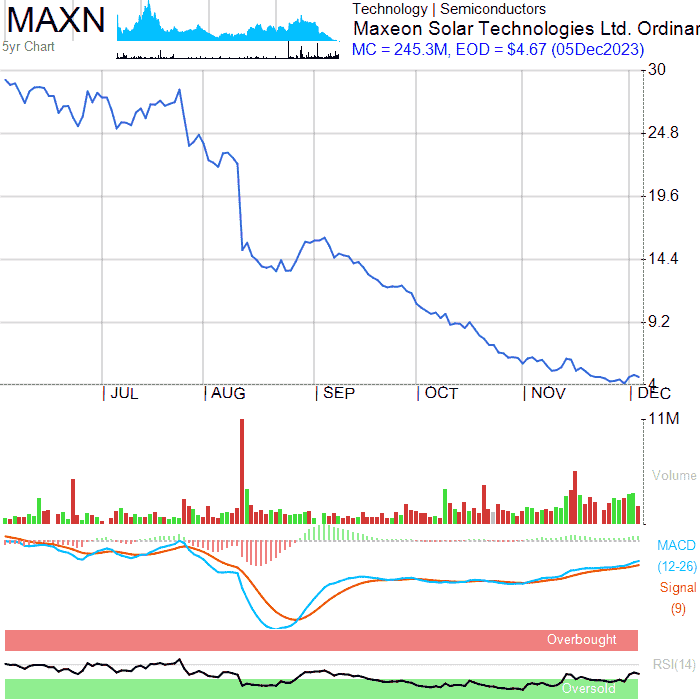 MAXN
5yr Chart
Technology | Semiconductors
Maxeon Solar Technologies Ltd. Ordinar
MC = 245.3M, EOD = $4.67 (05Dec2023)
30
24.8
19.6
14.4
9.2
4
JUL
AUG
SEP
OCT
NOV
DEC
11M
Volume
MACD
(12-26)
Signal
(9)
Overbought
RSI(14)
Oversold